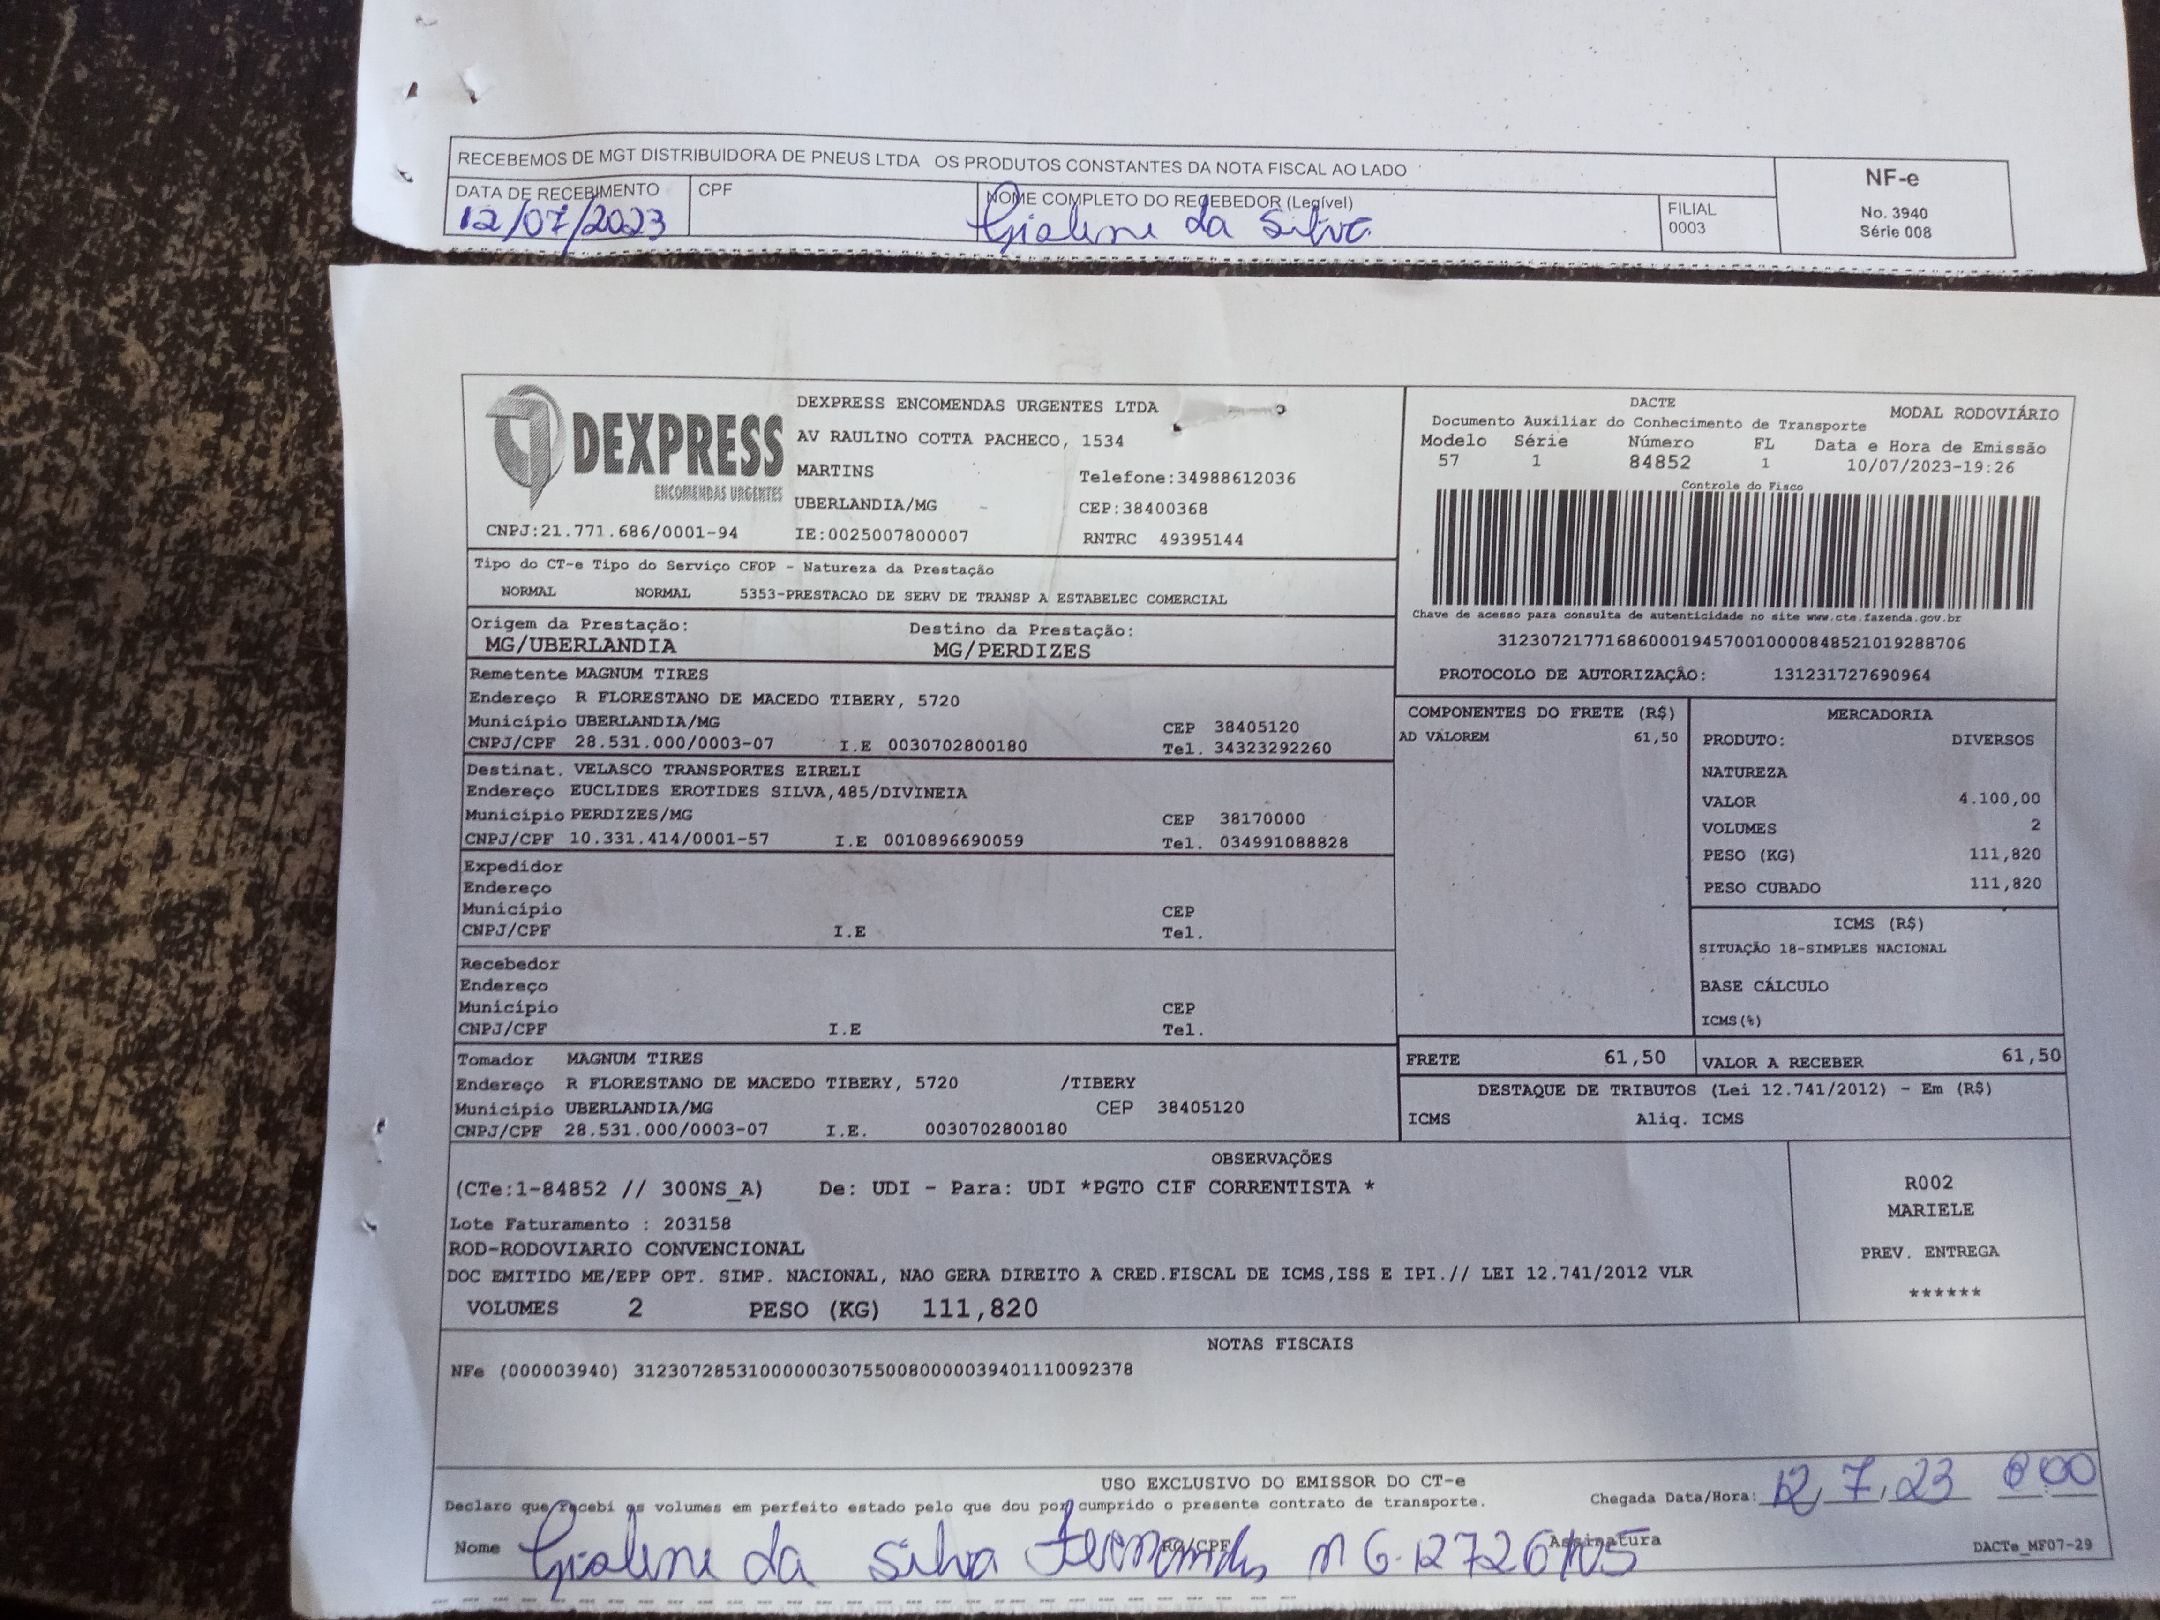 RECEBEMOS DE MGT DISTRIBUIDORA DE PNEUS LTDA OS PRODUTOS CONSTANTES DA NOTA FISCAL AO LADO
DATA DE RECEBIMENTO
12/07/2023
CPF
NOME COMPLETO DO RECEBEDOR (Legível)
da Silva
FILIAL
0003
NF-e
No. 3940
Série 008
DEXPRESS
ENCOMENDAS URGENTES
CNPJ:21.771.686/0001-94
DEXPRESS ENCOMENDAS URGENTES LTDA
AV RAULINO COTTA PACHECO, 1534
MARTINS
Telefone:34988612036
UBERLANDIA/MG
CEP:38400368
IE:0025007800007
RNTRC 49395144
DACTE
MODAL RODOVIÁRIO
Documento Auxiliar do Conhecimento de Transporte
Modelo Série Número FL Data e Hora de Emissão
57 1 84852 1 10/07/2023-19:26
Controle do Fisco
Chave de acesso para consulta de autenticidade no site www.cte.fazenda.gov.br
31230721771686000194570010000848521019288706
PROTOCOLO DE AUTORIZAÇÂO: 131231727690964
Tipo do CT-e Tipo do Serviço CFOP - Natureza da Prestação
NORMAL NORMAL 5353-PRESTACAO DE SERV DE TRANSP A ESTABELEC COMERCIAL
Origem da Prestação: Destino da Prestação:
MG/UBERLANDIA MG/PERDIZES
Remetente MAGNUM TIRES
Endereço R FLORESTANO DE MACEDO TIBERY, 5720
Município UBERLANDIA/MG CEP 38405120
CNPJ/CPF 28.531.000/0003-07 I.E 0030702800180 Tel. 34323292260
Destinat. VELASCO TRANSPORTES EIRELI
Endereço EUCLIDES EROTIDES SILVA,485/DIVINEIA
Município PERDIZES/MG CEP 38170000
CNPJ/CPF 10.331.414/0001-57 I.E 0010896690059 Tel. 034991088828
Expedidor
Endereço
Município CEP
CNPJ/CPF I.E Tel.
Recebedor
Endereço
Município CEP
CNPJ/CPF I.E Tel.
Tomador MAGNUM TIRES
Endereço R FLORESTANO DE MACEDO TIBERY, 5720 /TIBERY
Município UBERLANDIA/MG CEP 38405120
CNPJ/CPF 28.531.000/0003-07 I.E. 0030702800180
COMPONENTES DO FRETE (R$)
AD VALOREM 61,50
MERCADORIA
PRODUTO: DIVERSOS
NATUREZA
VALOR 4.100,00
VOLUMES 2
PESO (KG) 111,820
PESO CUBADO 111,820
ICMS (R$)
SITUAÇÃO 18-SIMPLES NACIONAL
BASE CÁLCULO
ICMS(%)
FRETE 61,50
VALOR A RECEBER 61,50
DESTAQUE DE TRIBUTOS (Lei 12.741/2012) - Em (R$)
ICMS Aliq. ICMS
OBSERVAÇÕES
(CTe:1-84852 // 300NS_A) De: UDI - Para: UDI *PGTO CIF CORRENTISTA *
Lote Faturamento : 203158
ROD-RODOVIARIO CONVENCIONAL
DOC EMITIDO ME/EPP OPT. SIMP. NACIONAL, NAO GERA DIREITO A CRED.FISCAL DE ICMS,ISS E IPI.// LEI 12.741/2012 VLR
VOLUMES 2 PESO (KG) 111,820
R002
MARIELE
PREV. ENTREGA
******
NOTAS FISCAIS
NFe (000003940) 31230728531000000307550080000039401110092378
USO EXCLUSIVO DO EMISSOR DO CT-e
Declaro que recebi os volumes em perfeito estado pelo que dou por cumprido o presente contrato de transporte.
Chegada Data/Hora: 12, 7, 23
Nome da Silva RG/CPF Assinatura
DACTe_MF07-29